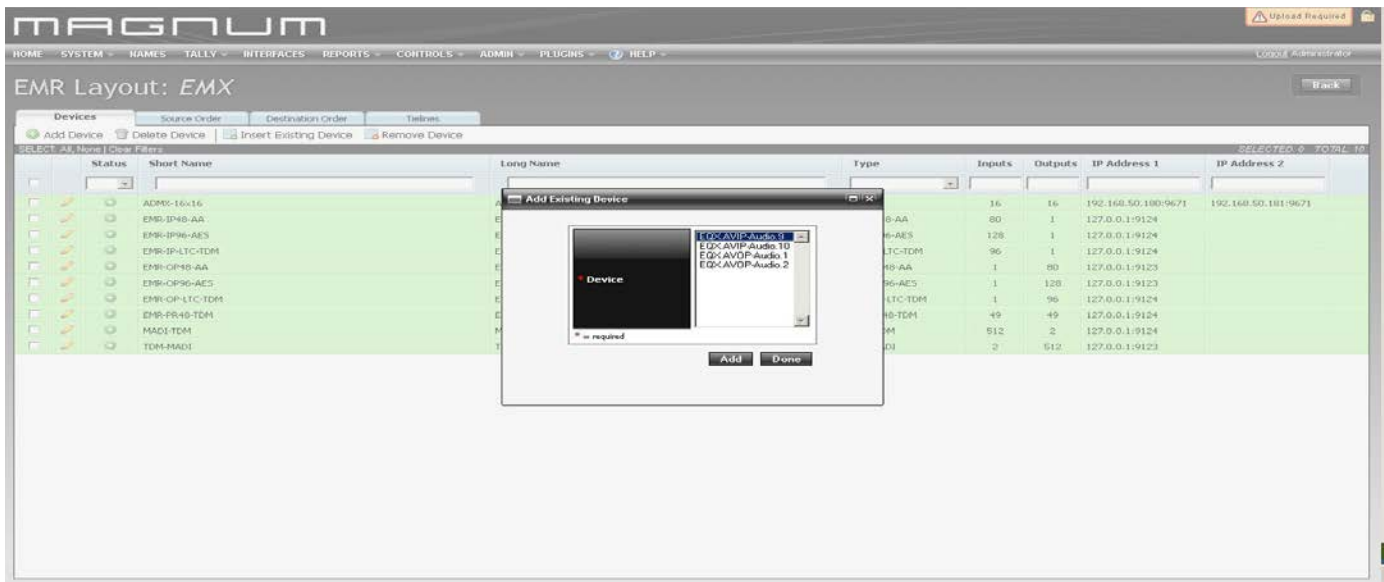 MAGNUM
Upload Required
HOME SYSTEM NAMES TALLY INTERFACES REPORTS CONTROLS ADMIN PLUGINS HELP
Logout Administrator
EMR Layout: EMX
Back
Devices Source Order Destination Order Tielines
Add Device Delete Device Insert Existing Device Remove Device
SELECT: All, None | Clear Filters SELECTED: 0 TOTAL: 10
Status Short Name Long Name Type Inputs Outputs IP Address 1 IP Address 2
ADMX-16x16 16 16 192.168.50.180:9671 192.168.50.181:9671
EMR-IP48-AA 80 1 127.0.0.1:9124
EMR-IP96-AES 128 1 127.0.0.1:9124
EMR-IP-LTC-TDM 96 1 127.0.0.1:9124
EMR-OP48-AA 1 80 127.0.0.1:9123
EMR-OP96-AES 1 128 127.0.0.1:9123
EMR-OP-LTC-TDM 1 96 127.0.0.1:9124
EMR-PR48-TDM 49 49 127.0.0.1:9124
MADI-TDM 512 2 127.0.0.1:9124
TDM-MADI 2 512 127.0.0.1:9123
Add Existing Device
* Device
EQX.AVIP-Audio.9
EQX.AVIP-Audio.10
EQX.AVOP-Audio.1
EQX.AVOP-Audio.2
* = required
Add Done